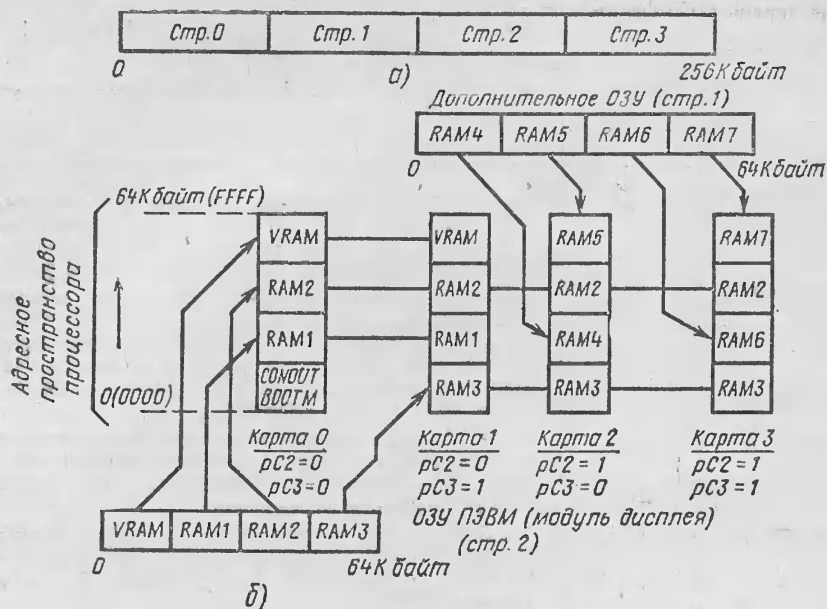 Стр.0 Стр.1 Стр.2 Стр.3
0 а) 256К байт
Дополнительное ОЗУ (стр.1)
RAM4 RAM5 RAM6 RAM7
0 64К байт
64К байт (FFFF)
Адресное
пространство
процессора
0(0000)
VRAM VRAM RAM5 RAM7
RAM2 RAM2 RAM2 RAM2
RAM1 RAM1 RAM4 RAM6
CONOUT
BOOTM RAM3 RAM3 RAM3
Карта 0 Карта 1 Карта 2 Карта 3
pC2=0 pC2=0 pC2=1 pC2=1
pC3=0 pC3=1 pC3=0 pC3=1
ОЗУ ПЭВМ (модуль дисплея)
(стр. 2)
VRAM RAM1 RAM2 RAM3
0 64К байт
б)